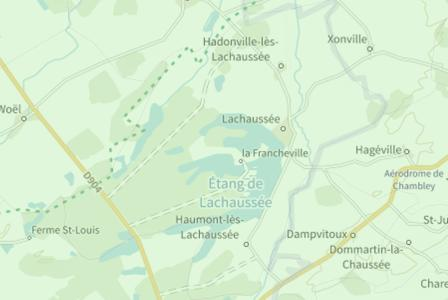 Hadonville-lès-
Lachaussée
Xonville
Woël
Lachaussée
la Francheville
Hagéville
D904
Étang de
Lachaussée
Aérodrome de
Chambley
Haumont-lès-
Lachaussée
Ferme St-Louis
Dampvitoux
St-Ju
Dommartin-la-
Chaussée
Chare